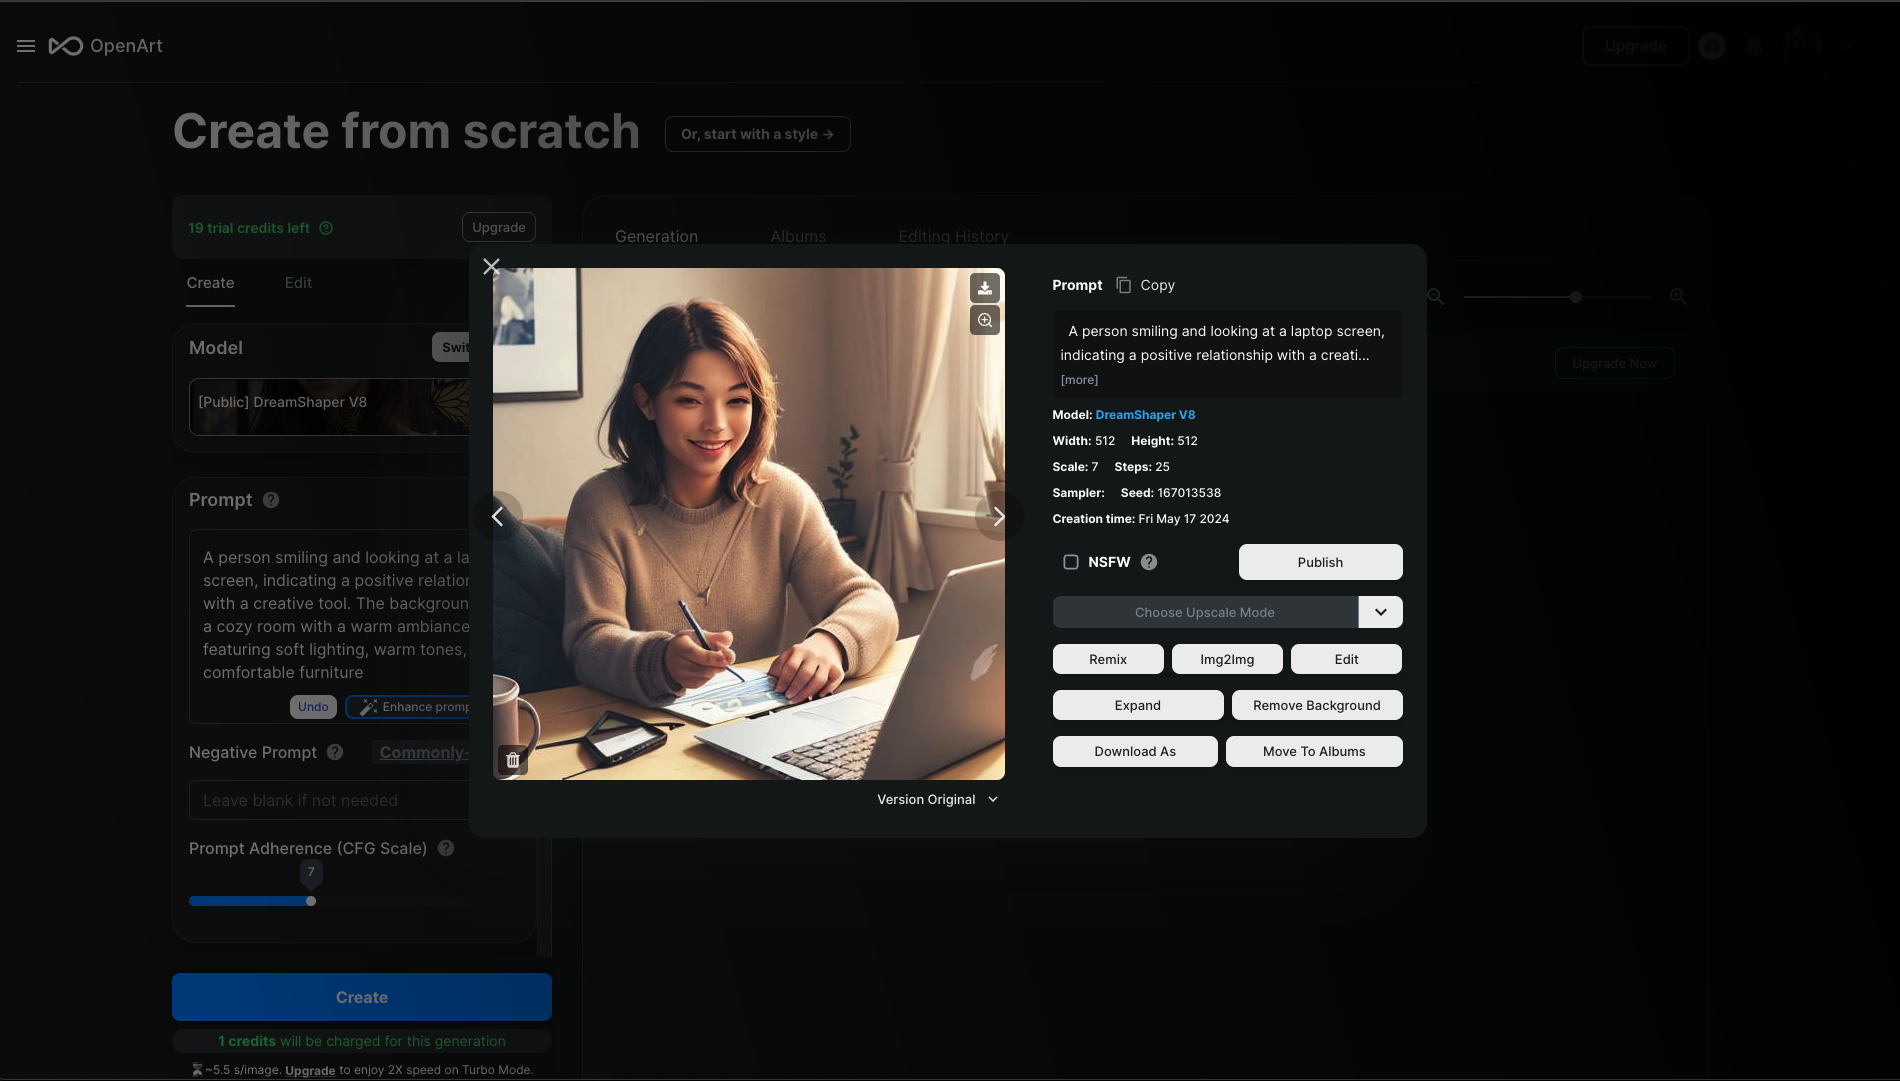 OpenArt
Upgrade
Create from scratch
Or, start with a style →
19 trial credits left
Upgrade
Create
Edit
Model
Swit
[Public] DreamShaper V8
Prompt
A person smiling and looking at a la
screen, indicating a positive relation
with a creative tool. The background
a cozy room with a warm ambiance
featuring soft lighting, warm tones,
comfortable furniture
Undo
Enhance promp
Negative Prompt
Commonly-
Leave blank if not needed
Prompt Adherence (CFG Scale)
7
Create
1 credits will be charged for this generation
~5.5 s/image. Upgrade to enjoy 2X speed on Turbo Mode.
Generation
Albums
Editing History
Upgrade Now
Version Original
Prompt
Copy
A person smiling and looking at a laptop screen,
indicating a positive relationship with a creati...
[more]
Model: DreamShaper V8
Width: 512 Height: 512
Scale: 7 Steps: 25
Sampler: Seed: 167013538
Creation time: Fri May 17 2024
NSFW
Publish
Choose Upscale Mode
Remix
Img2Img
Edit
Expand
Remove Background
Download As
Move To Albums